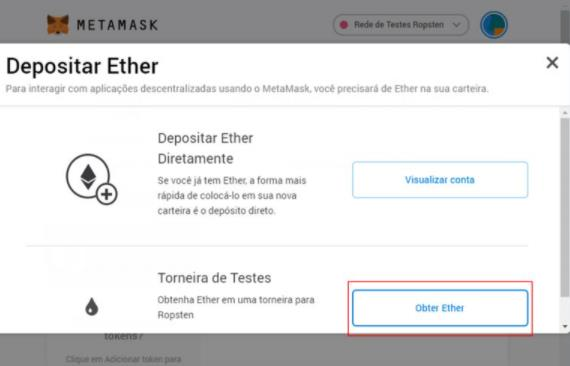 METAMASK
Rede de Testes Ropsten
Depositar Ether
Para interagir com aplicações descentralizadas usando o MetaMask, você precisará de Ether na sua carteira.
Depositar Ether
Diretamente
Se você já tem Ether, a forma mais
rápida de colocá-lo em sua nova
carteira é o depósito direto.
Visualizar conta
Torneira de Testes
Obtenha Ether em uma torneira para
Ropsten
Obter Ether
tokens?
Clique em Adicionar token para